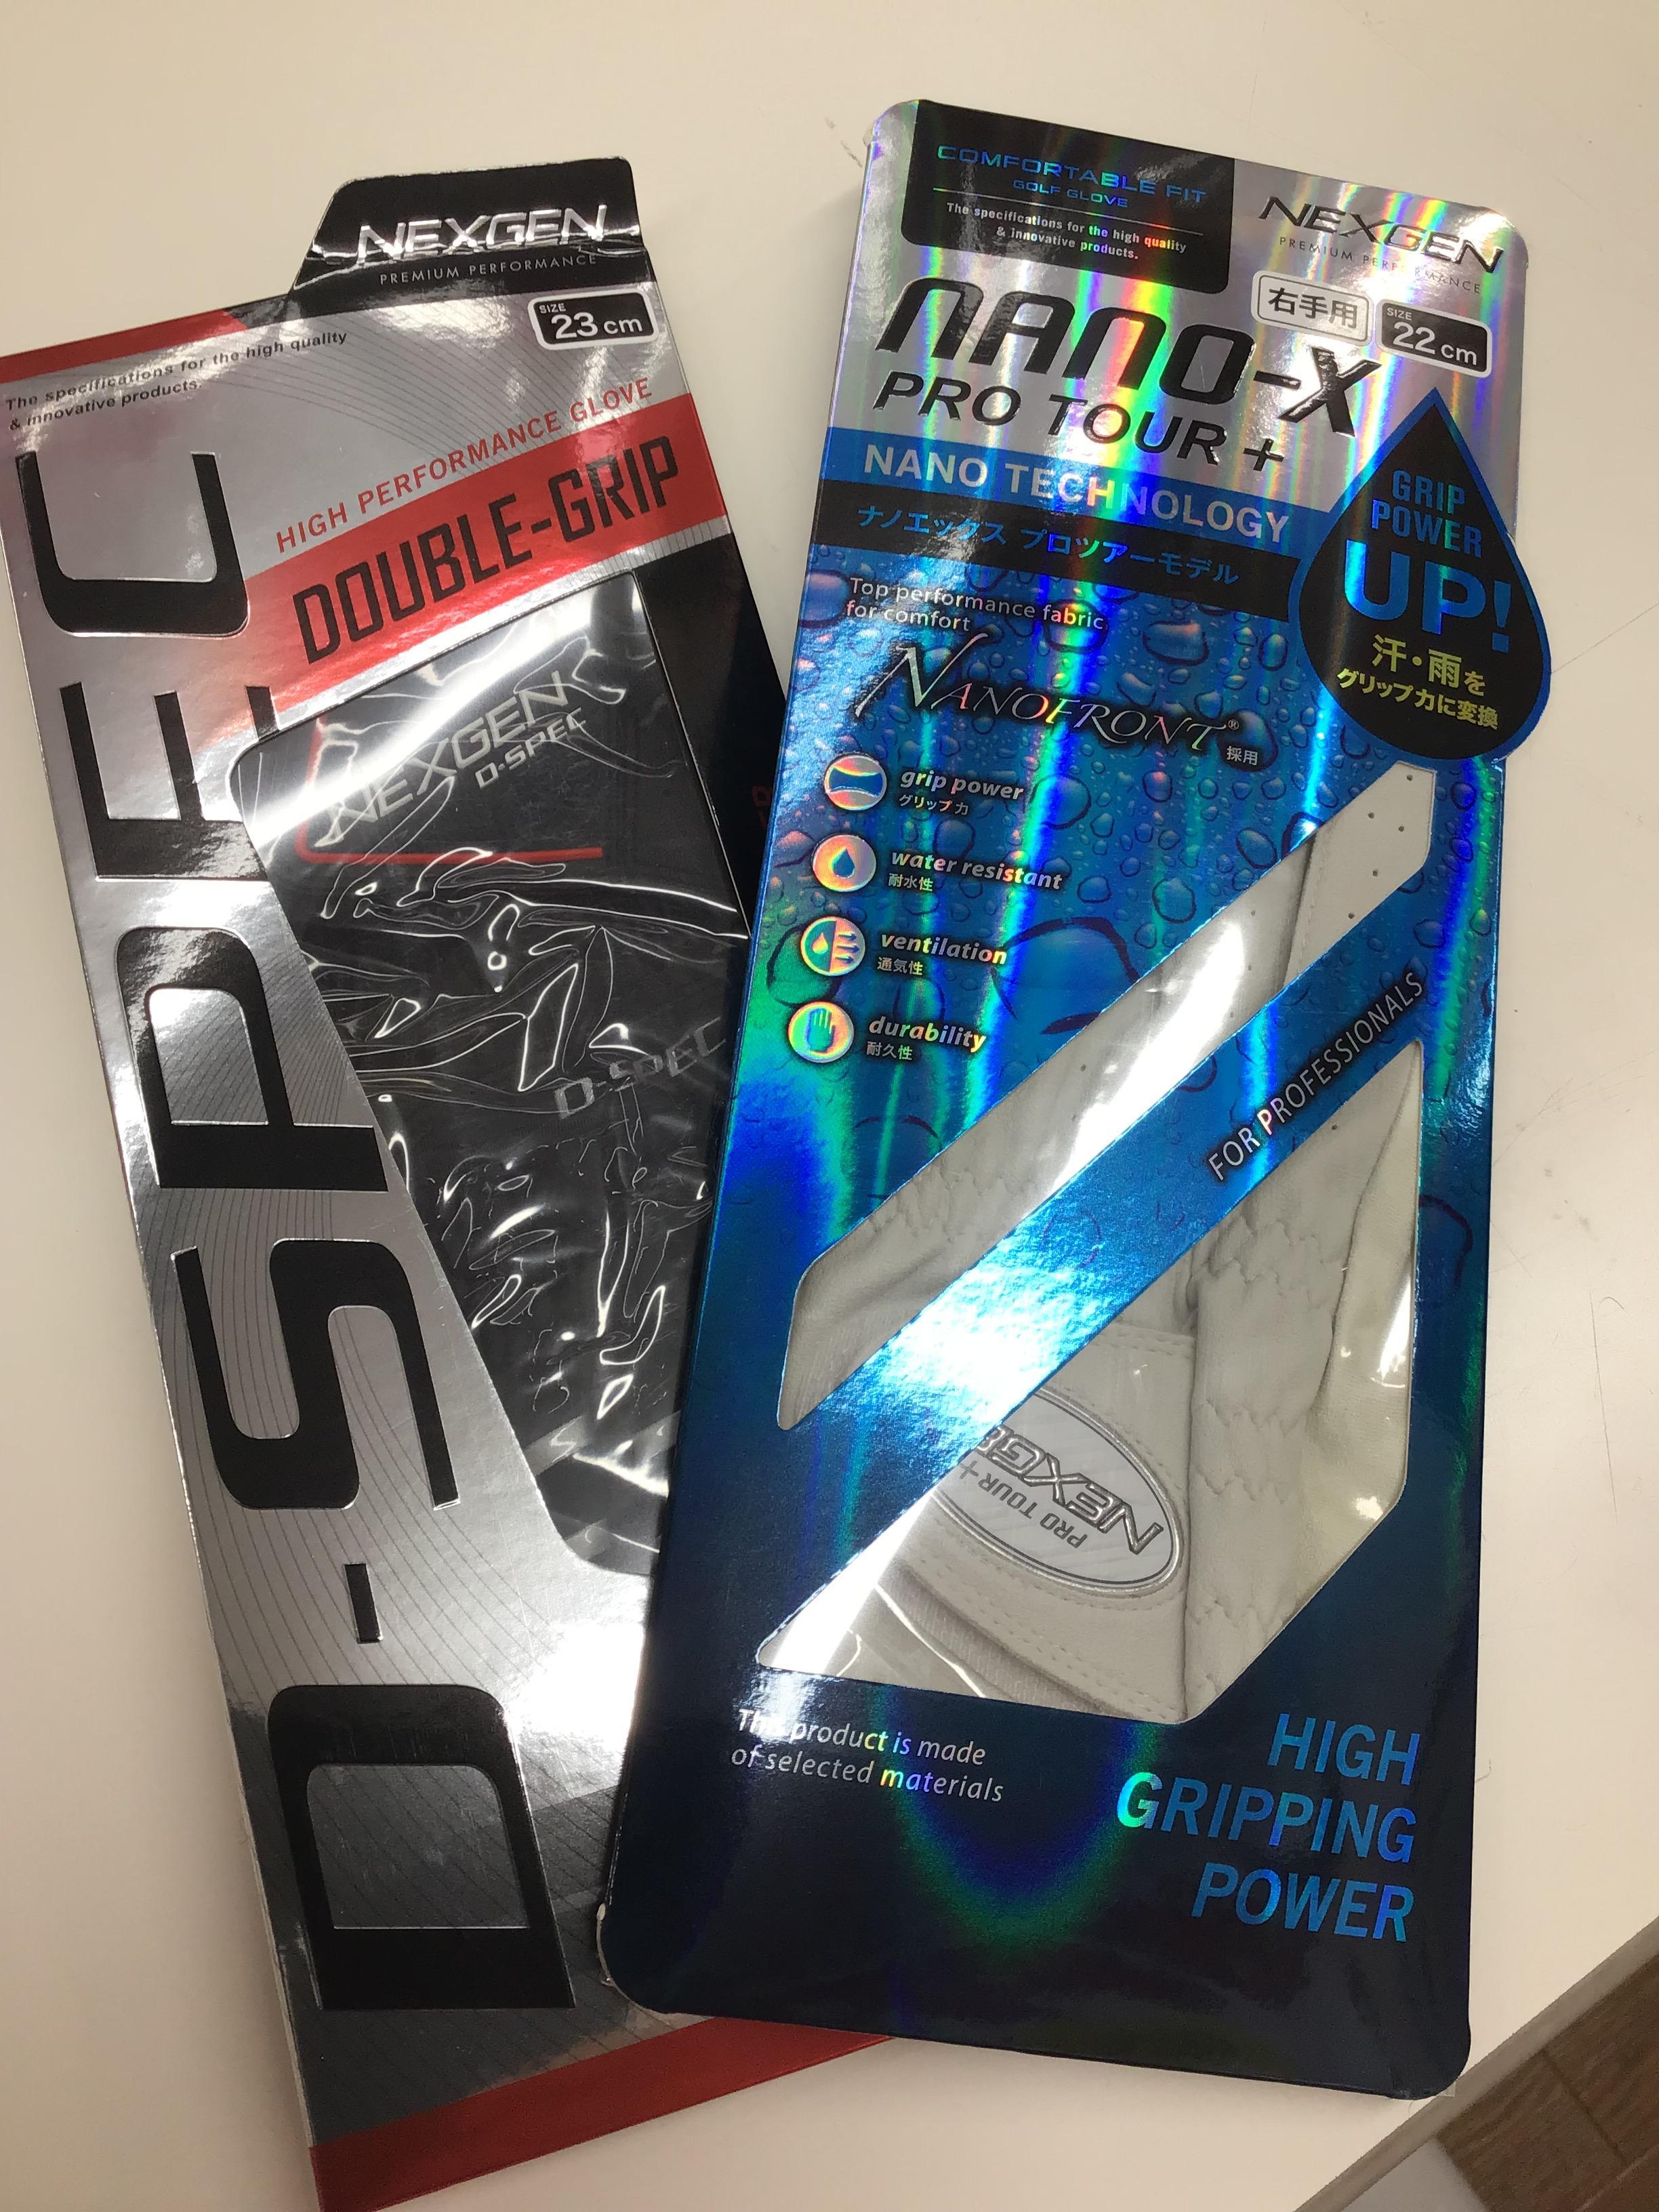 NEXGEN
PREMIUM PERFORMANCE
SIZE
23cm
The specifications for the high quality
& innovative products.
HIGH PERFORMANCE GLOVE
DOUBLE-GRIP
D-SPEC
NEXGEN
D-SPEC
D-SPEC
COMFORTABLE FIT
GOLF GLOVE
The specifications for the high quality
& innovative products.
NEXGEN
PREMIUM PERFORMANCE
右手用
SIZE
22cm
NANO-X
PRO TOUR+
NANO TECHNOLOGY
ナノエックス プロツアーモデル
GRIP
POWER
UP!
汗・雨を
グリップ力に変換
Top performance fabric
for comfort
NANOFRONT® 採用
grip power
グリップ力
water resistant
耐水性
ventilation
通気性
durability
耐久性
FOR PROFESSIONALS
PRO TOUR+
This product is made
of selected materials
HIGH
GRIPPING
POWER